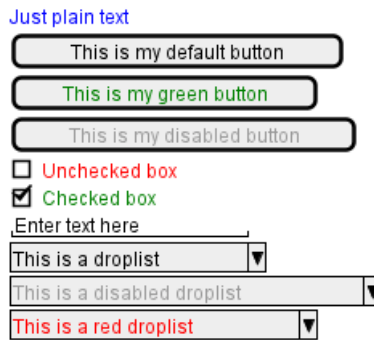 Just plain text
This is my default button
This is my green button
This is my disabled button
Unchecked box
Checked box
Enter text here
This is a droplist
This is a disabled droplist
This is a red droplist